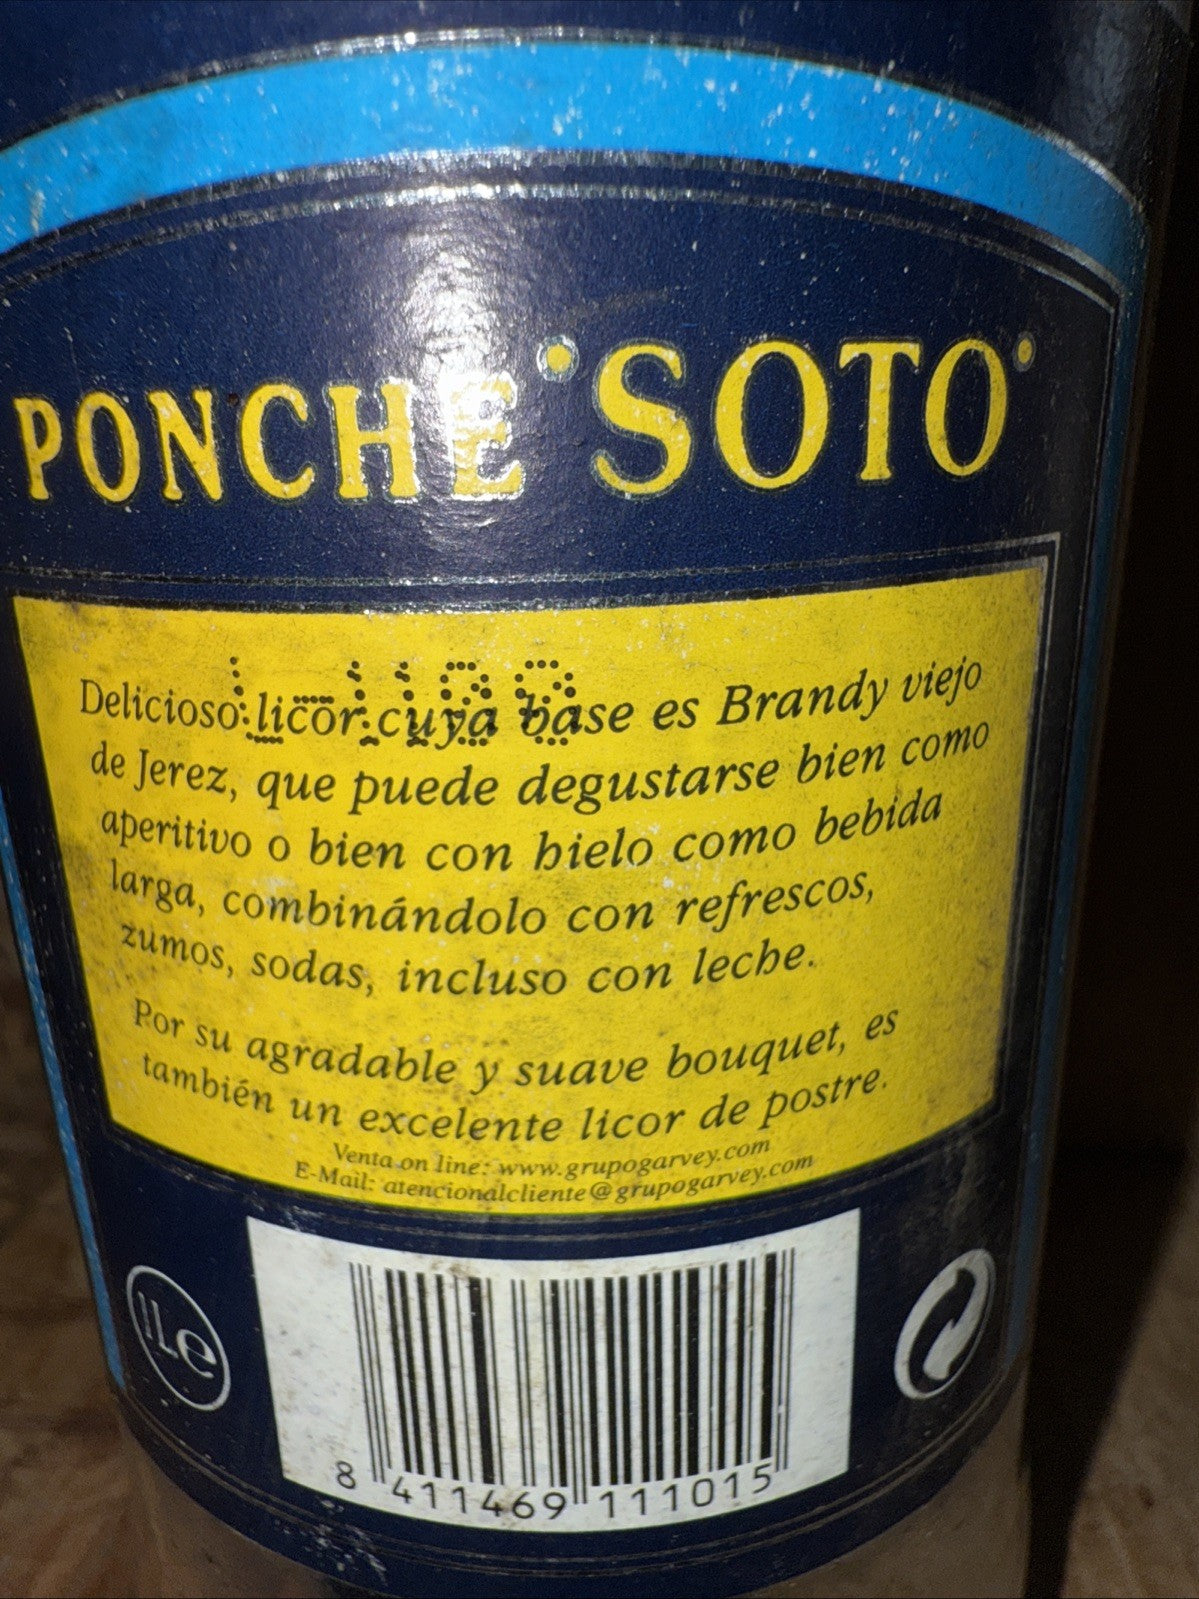 PONCHE "SOTO"
Delicioso licor cuya base es Brandy viejo
de Jerez, que puede degustarse bien como
aperitivo o bien con hielo como bebida
larga, combinándolo con refrescos,
zumos, sodas, incluso con leche.
Por su agradable y suave bouquet, es
también un excelente licor de postre.
Venta on line: www.grupogarvey.com
E-Mail: atencionalcliente@grupogarvey.com
1L e
8 411469 111015